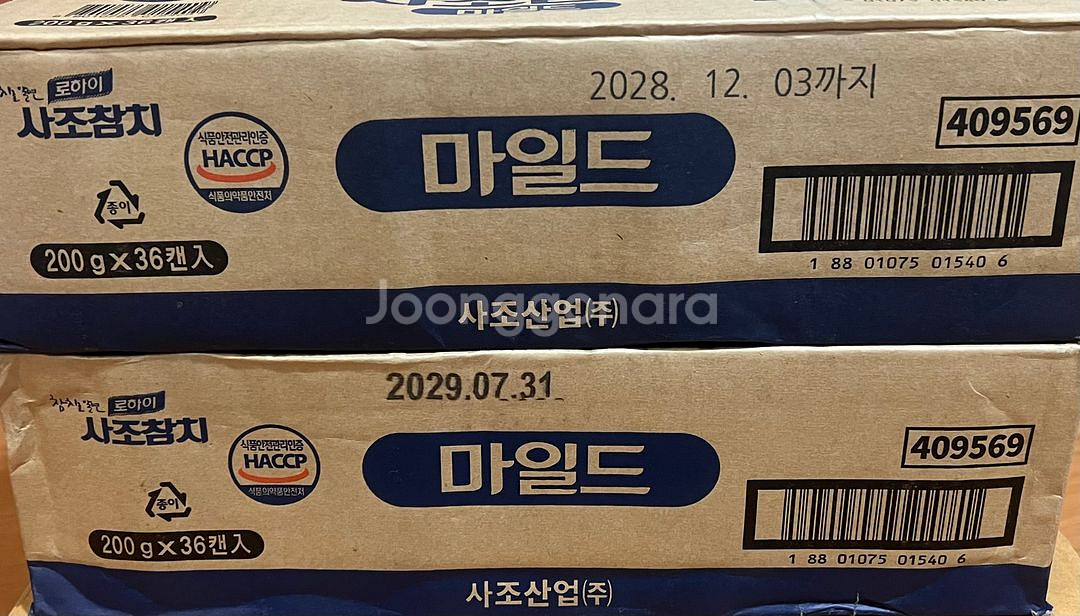 로하이
사조참치
식품안전관리인증
HACCP
식품의약품안전처
종이
200 g×36캔入
2028. 12. 03까지
마일드
409569
1 88 01075 01540 6
Joonggonara
사조산업(주)
로하이
사조참치
식품안전관리인증
HACCP
식품의약품안전처
종이
200 g×36캔入
2029.07.31
마일드
409569
1 88 01075 01540 6
사조산업(주)